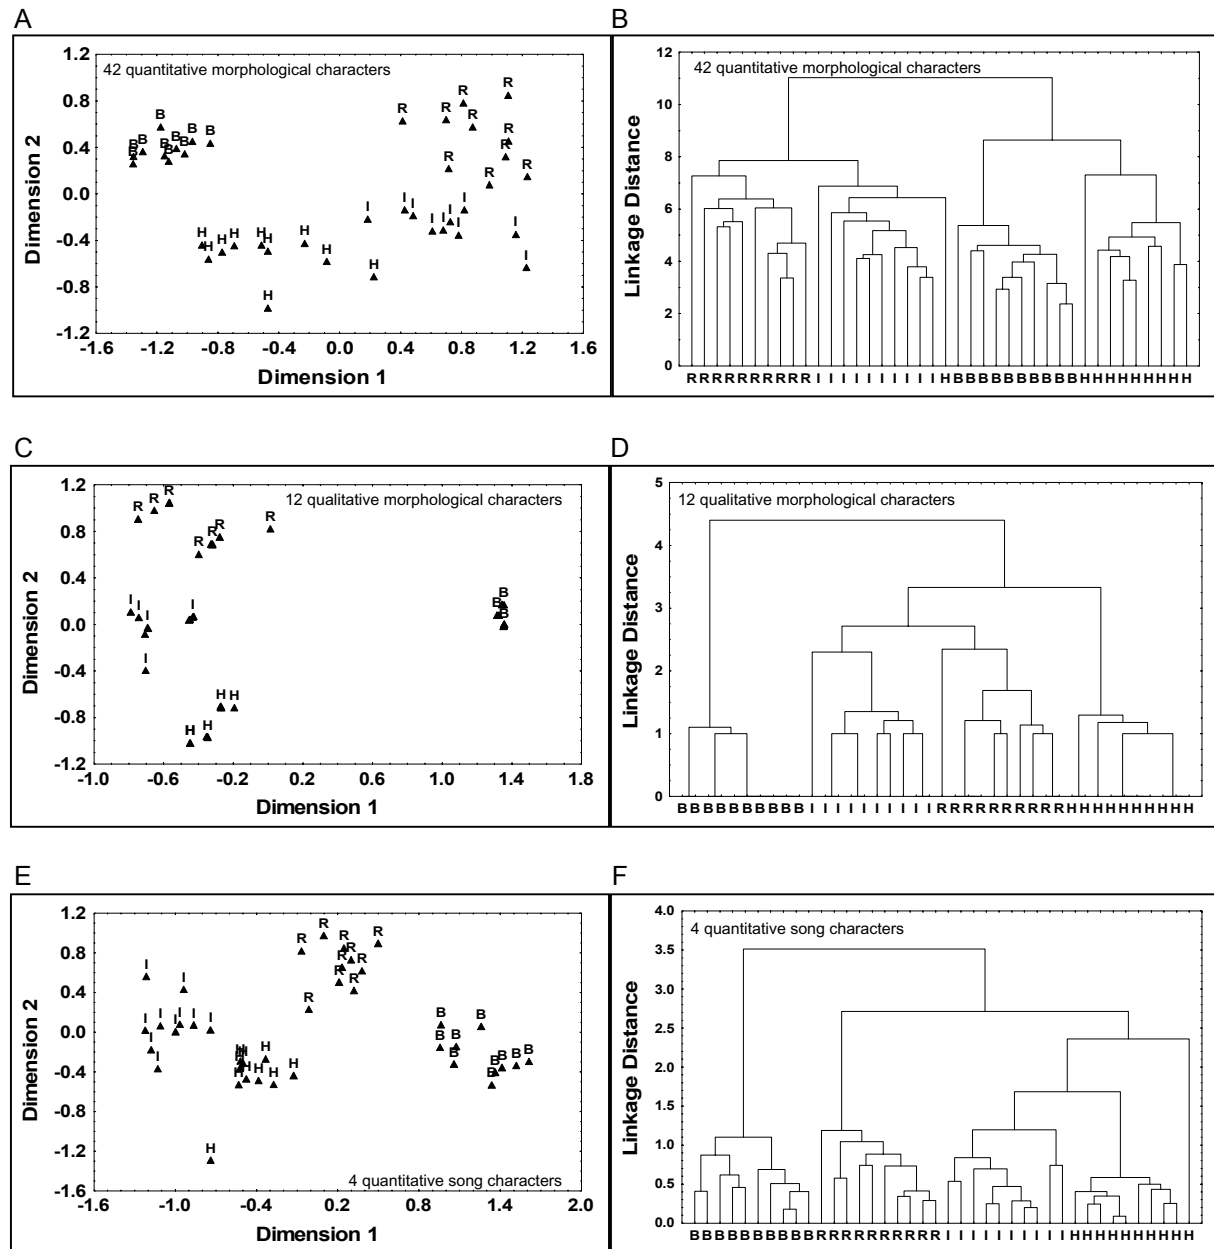 A
42 quantitative morphological characters
1.2
0.8
0.4
0.0
-0.4
-0.8
-1.2
Dimension 2
B B B B B B B B B B
R R R R R R R R R R
I I I I I I I I I I
H H H H H H H H H H
-1.6 -1.2 -0.8 -0.4 0.0 0.4 0.8 1.2 1.6
Dimension 1
B
42 quantitative morphological characters
12
10
8
6
4
2
0
Linkage Distance
R R R R R R R R R R I I I I I I I I I I H B B B B B B B B B B H H H H H H H H H
C
12 qualitative morphological characters
1.2
0.8
0.4
0.0
-0.4
-0.8
-1.2
Dimension 2
R R R R R R R
I I I I I
H H H H
B B B
-1.0 -0.6 -0.2 0.2 0.6 1.0 1.4 1.8
Dimension 1
D
12 qualitative morphological characters
5
4
3
2
1
0
Linkage Distance
B B B B B B B B B B I I I I I I I I I I R R R R R R R R R R H H H H H H H H H H
E
1.2
0.8
0.4
0.0
-0.4
-0.8
-1.2
-1.6
Dimension 2
R R R R R R R R R R
I I I I I I I I I I
B B B B B B B B B B
H H H H H H H H H H
4 quantitative song characters
-1.6 -1.0 -0.4 0.2 0.8 1.4 2.0
Dimension 1
F
4 quantitative song characters
4.0
3.5
3.0
2.5
2.0
1.5
1.0
0.5
0.0
Linkage Distance
B B B B B B B B B B R R R R R R R R R R I I I I I I I I I I H H H H H H H H H H